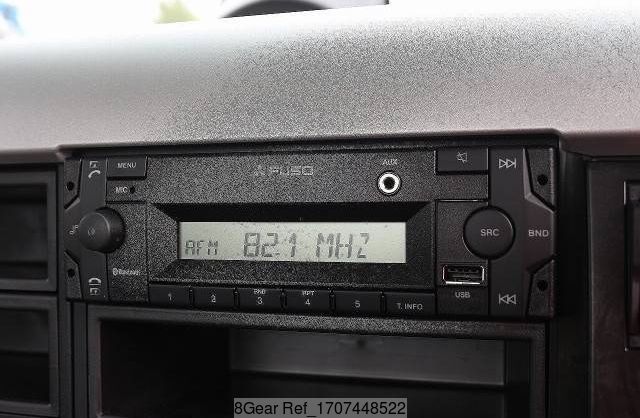 MENU
MIC
FUSO
AUX
SRC
BND
AFM 82.1 MHZ
Bluetooth
1
2
RND
3
RPT
4
5
T. INFO
USB
8Gear Ref_1707448522